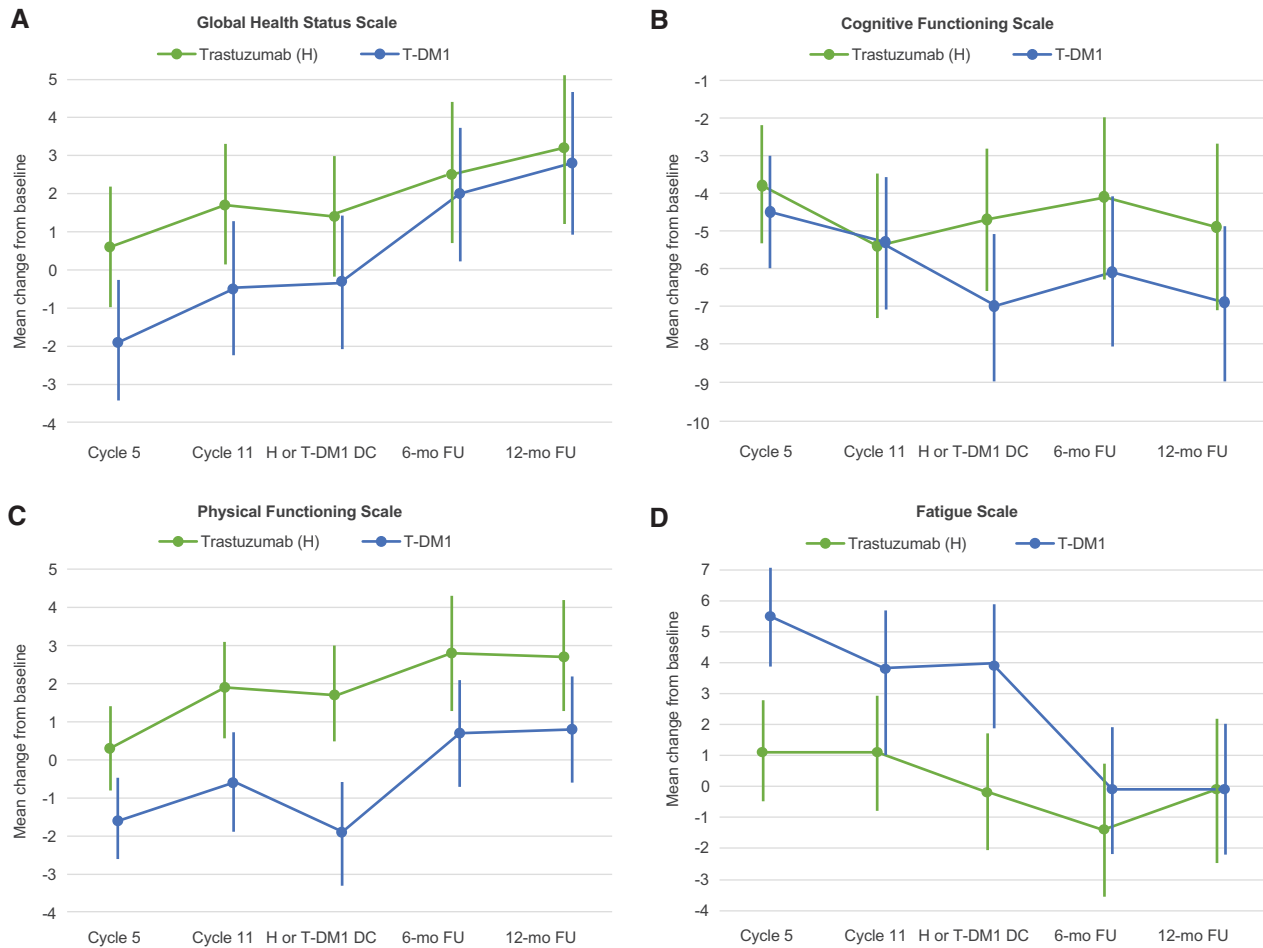 A
Global Health Status Scale
Trastuzumab (H) T-DM1
Mean change from baseline
5
4
3
2
1
0
-1
-2
-3
-4
Cycle 5 Cycle 11 H or T-DM1 DC 6-mo FU 12-mo FU
B
Cognitive Functioning Scale
Trastuzumab (H) T-DM1
Mean change from baseline
-1
-2
-3
-4
-5
-6
-7
-8
-9
-10
Cycle 5 Cycle 11 H or T-DM1 DC 6-mo FU 12-mo FU
C
Physical Functioning Scale
Trastuzumab (H) T-DM1
Mean change from baseline
5
4
3
2
1
0
-1
-2
-3
-4
Cycle 5 Cycle 11 H or T-DM1 DC 6-mo FU 12-mo FU
D
Fatigue Scale
Trastuzumab (H) T-DM1
Mean change from baseline
7
6
5
4
3
2
1
0
-1
-2
-3
-4
Cycle 5 Cycle 11 H or T-DM1 DC 6-mo FU 12-mo FU